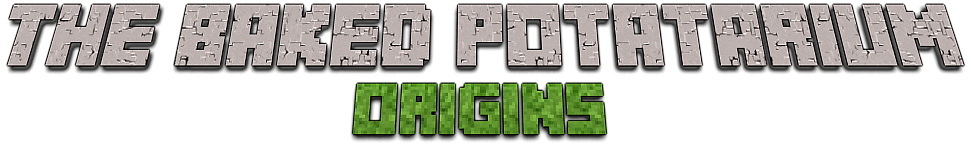 THE BAKED POTATARIUM
ORIGINS